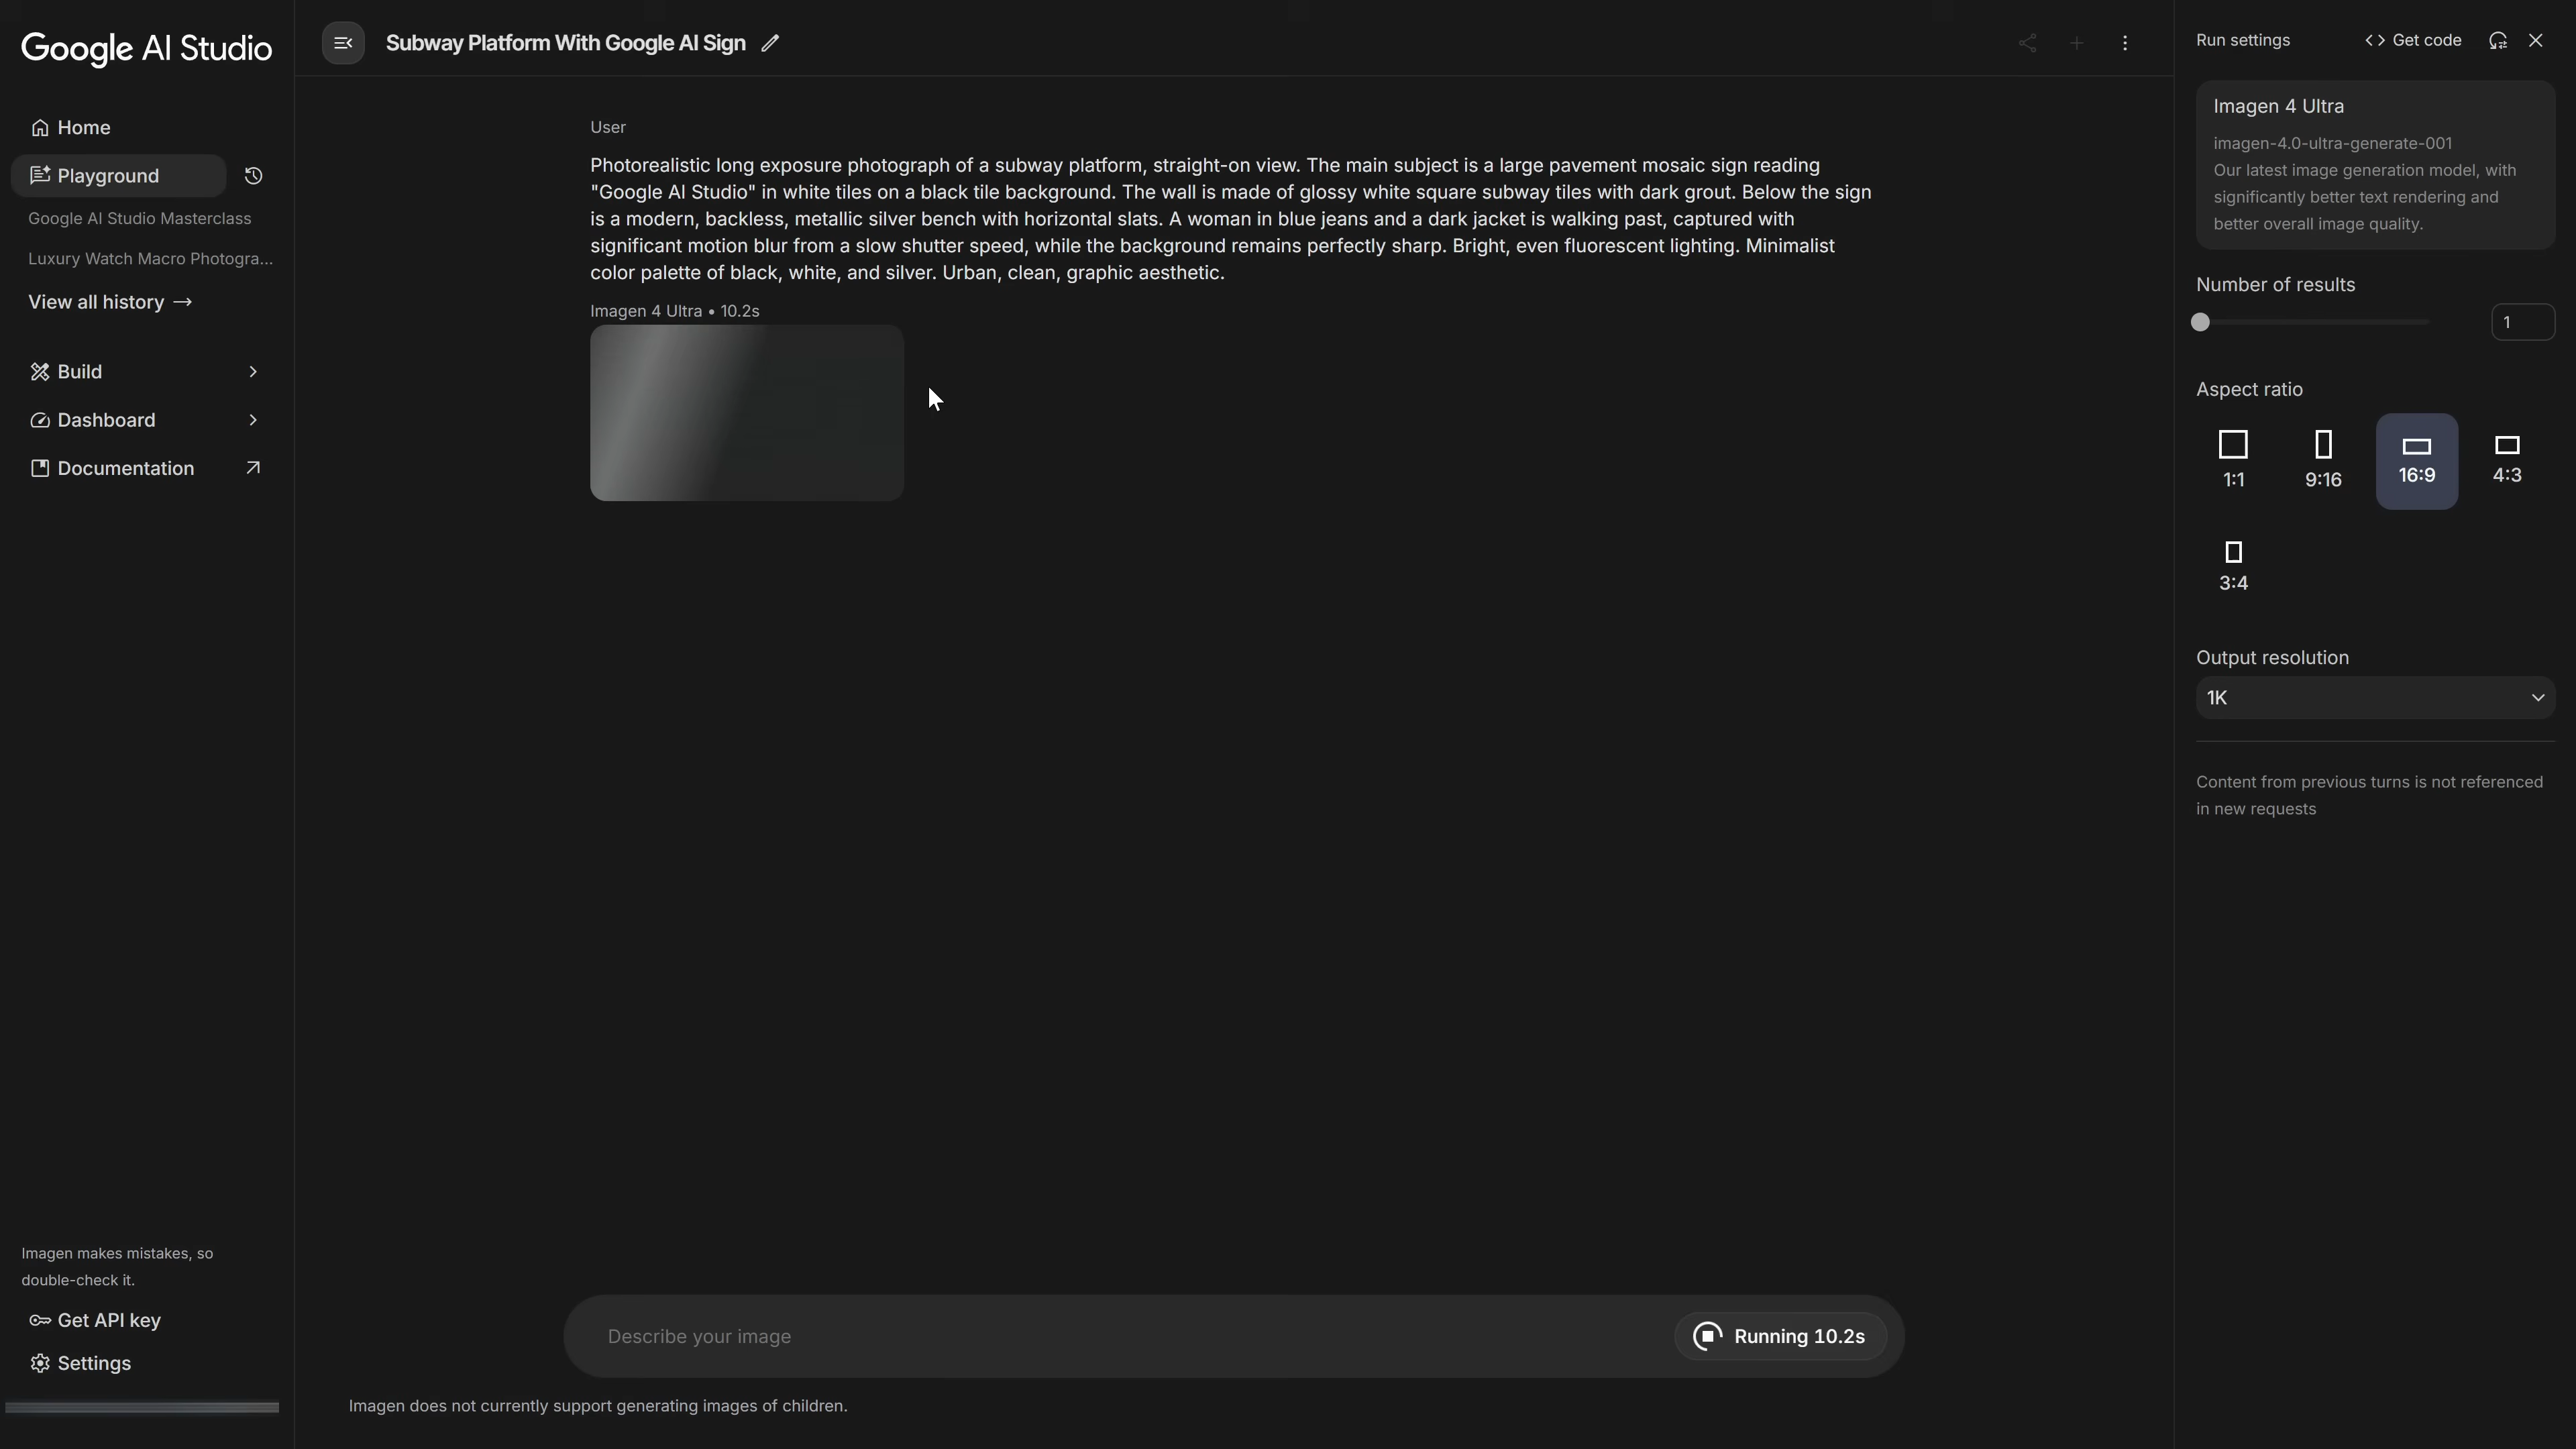 Google AI Studio
Home
Playground
Google AI Studio Masterclass
Luxury Watch Macro Photogra...
View all history →
Build
Dashboard
Documentation
Imagen makes mistakes, so
double-check it.
Get API key
Settings
Subway Platform With Google AI Sign
User
Photorealistic long exposure photograph of a subway platform, straight-on view. The main subject is a large pavement mosaic sign reading
"Google AI Studio" in white tiles on a black tile background. The wall is made of glossy white square subway tiles with dark grout. Below the sign
is a modern, backless, metallic silver bench with horizontal slats. A woman in blue jeans and a dark jacket is walking past, captured with
significant motion blur from a slow shutter speed, while the background remains perfectly sharp. Bright, even fluorescent lighting. Minimalist
color palette of black, white, and silver. Urban, clean, graphic aesthetic.
Imagen 4 Ultra • 10.2s
Describe your image
Running 10.2s
Imagen does not currently support generating images of children.
Run settings
<> Get code
Imagen 4 Ultra
imagen-4.0-ultra-generate-001
Our latest image generation model, with
significantly better text rendering and
better overall image quality.
Number of results
1
Aspect ratio
1:1
9:16
16:9
4:3
3:4
Output resolution
1K
Content from previous turns is not referenced
in new requests